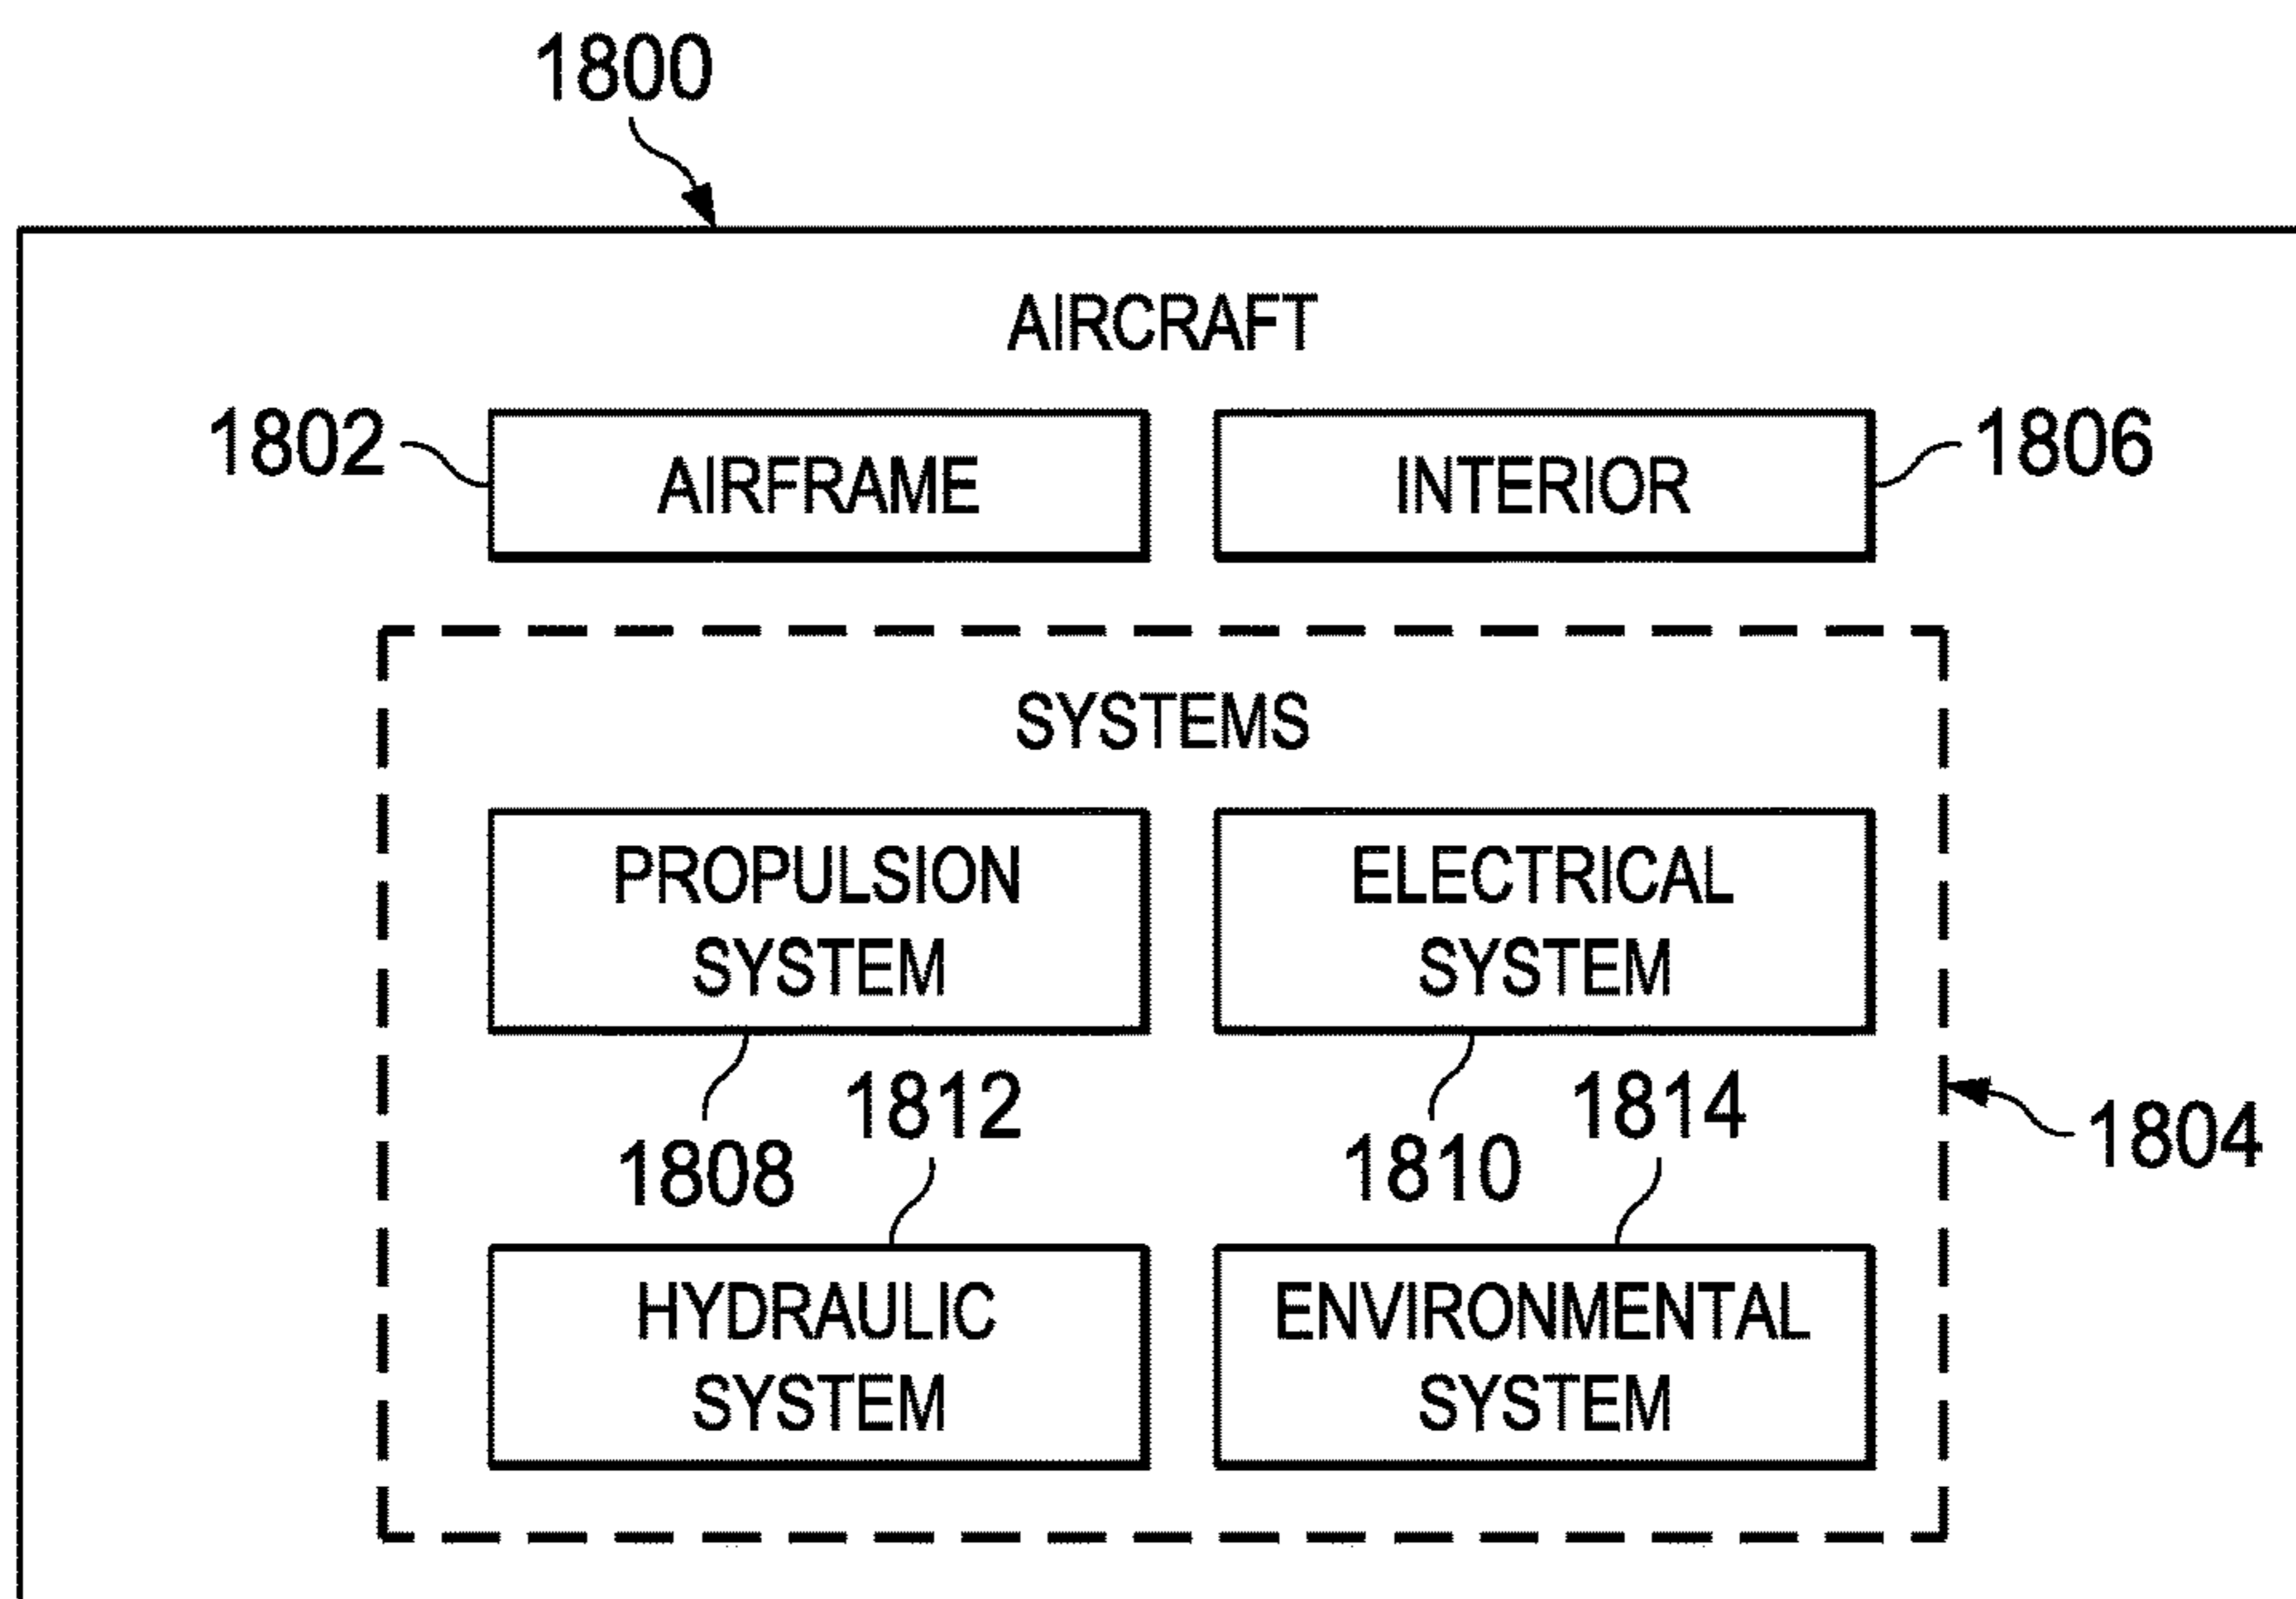 1800
AIRCRAFT
1802
AIRFRAME
INTERIOR
1806
SYSTEMS
PROPULSION
SYSTEM
ELECTRICAL
SYSTEM
1808
1812
1810
1814
1804
HYDRAULIC
SYSTEM
ENVIRONMENTAL
SYSTEM